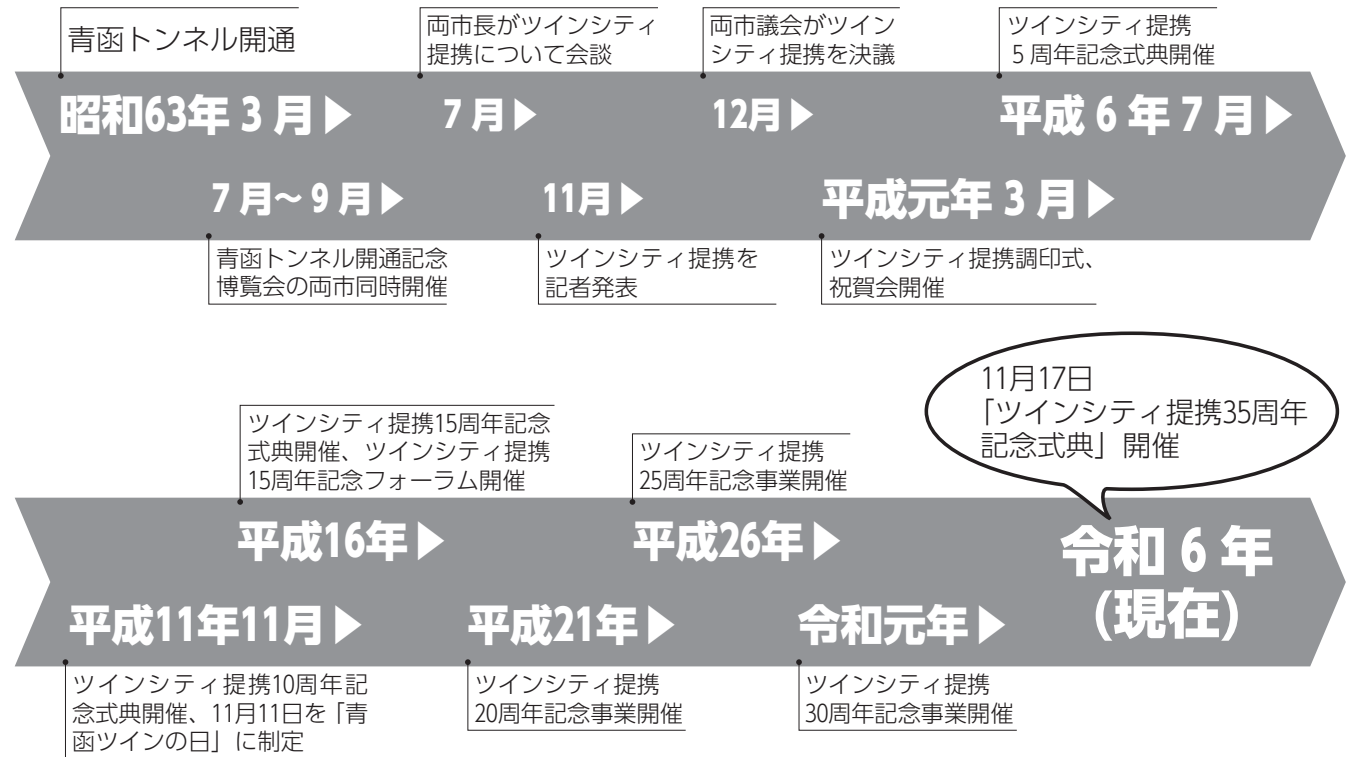 青函トンネル開通
両市長がツインシティ
提携について会談
両市議会がツイン
シティ提携を決議
ツインシティ提携
5周年記念式典開催
昭和63年3月▶
7月▶
12月▶
平成6年7月▶
7月～9月▶
11月▶
平成元年3月▶
青函トンネル開通記念
博覧会の両市同時開催
ツインシティ提携を
記者発表
ツインシティ提携調印式、
祝賀会開催
11月17日
「ツインシティ提携35周年
記念式典」開催
ツインシティ提携15周年記念
式典開催、ツインシティ提携
15周年記念フォーラム開催
ツインシティ提携
25周年記念事業開催
平成16年▶
平成26年▶
令和6年
(現在)
平成11年11月▶
平成21年▶
令和元年▶
ツインシティ提携10周年記
念式典開催、11月11日を「青
函ツインの日」に制定
ツインシティ提携
20周年記念事業開催
ツインシティ提携
30周年記念事業開催